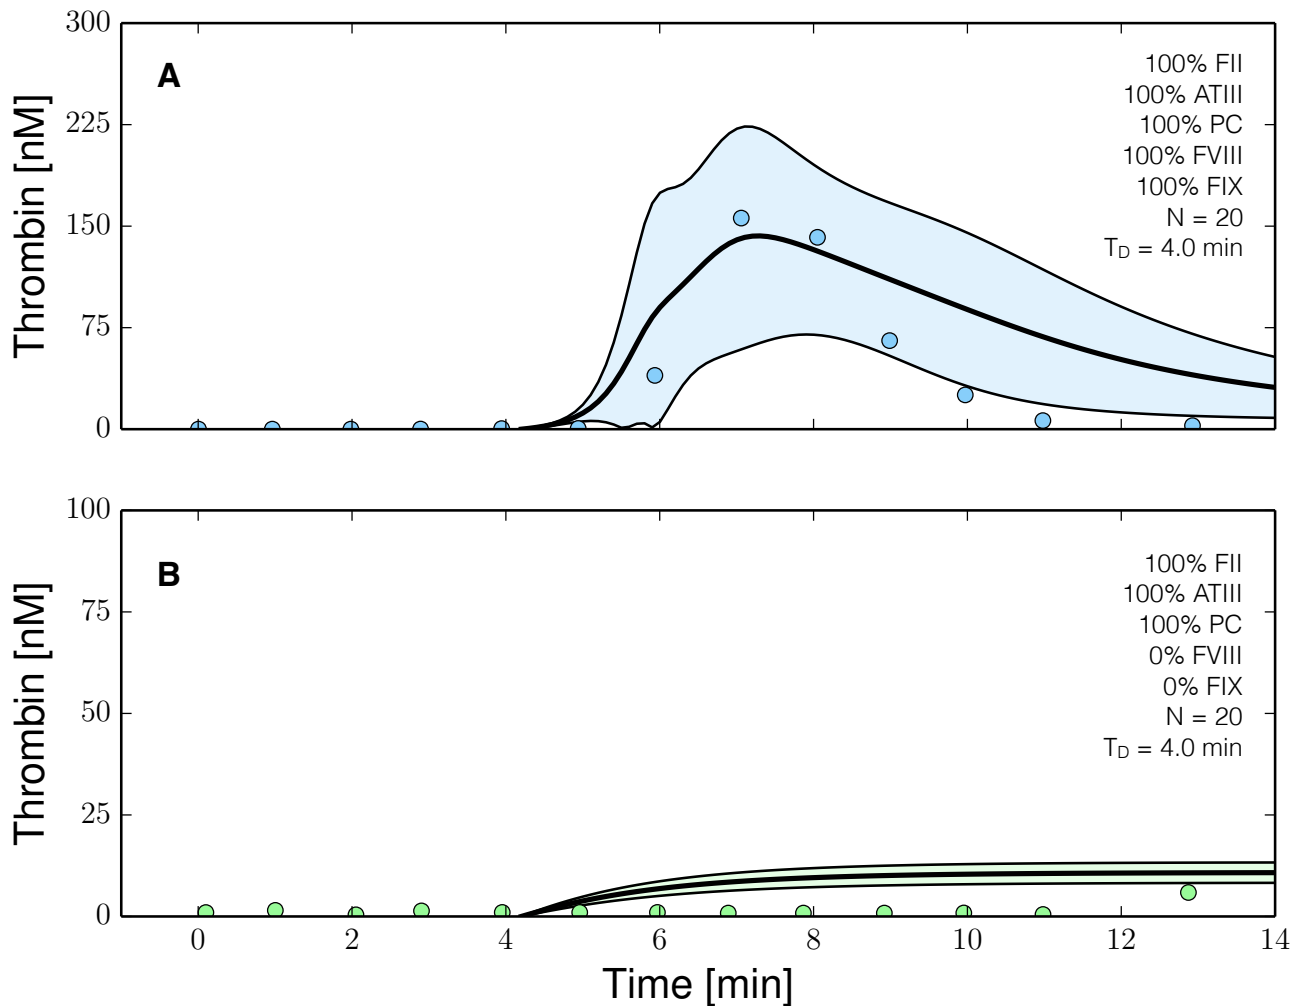 300
225
150
75
0
Thrombin [nM]
A
100% FII
100% ATIII
100% PC
100% FVIII
100% FIX
N = 20
T_D = 4.0 min
100
75
50
25
0
Thrombin [nM]
B
100% FII
100% ATIII
100% PC
0% FVIII
0% FIX
N = 20
T_D = 4.0 min
0 2 4 6 8 10 12 14
Time [min]